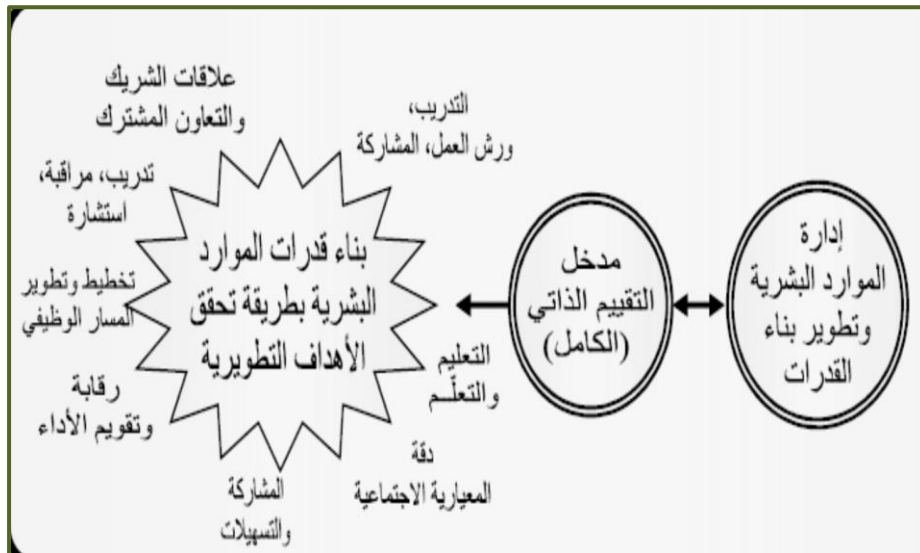 علاقات الشريك
والتعاون المشترك
التدريب،
ورش العمل، المشاركة
تدريب، مراقبة،
استشارة
تخطيط وتطوير
المسار الوظيفي
رقابة
وتقويم الأداء
المشاركة
والتسهيلات
دقة
المعيارية الاجتماعية
التعليم
والتعلّـم
بناء قدرات الموارد
البشرية بطريقة تحقق
الأهداف التطويرية
مدخل
التقييم الذاتي
(الكامل)
إدارة
الموارد البشرية
وتطوير بناء
القدرات